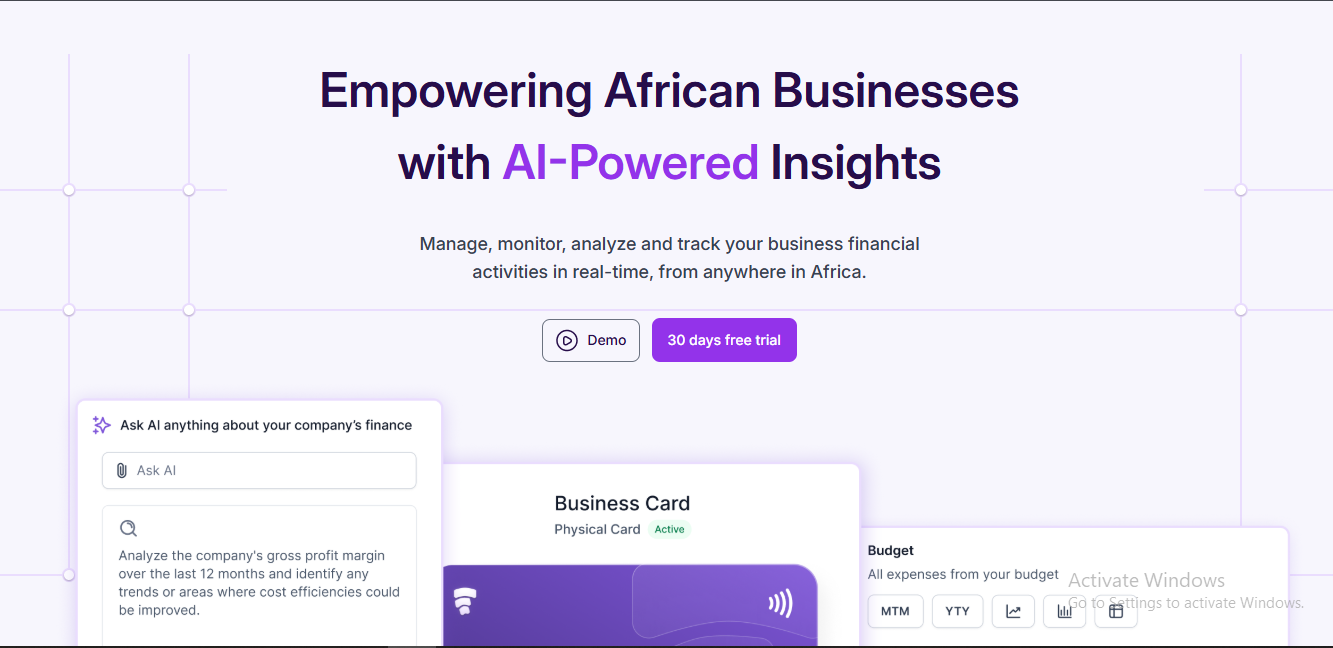 Empowering African Businesses
with AI-Powered Insights
Manage, monitor, analyze and track your business financial
activities in real-time, from anywhere in Africa.
Demo
30 days free trial
Ask AI anything about your company's finance
Ask AI
Analyze the company's gross profit margin
over the last 12 months and identify any
trends or areas where cost efficiencies could
be improved.
Business Card
Physical Card
Active
Budget
All expenses from your budget
MTM
YTY
Activate Windows
Go to Settings to activate Windows.